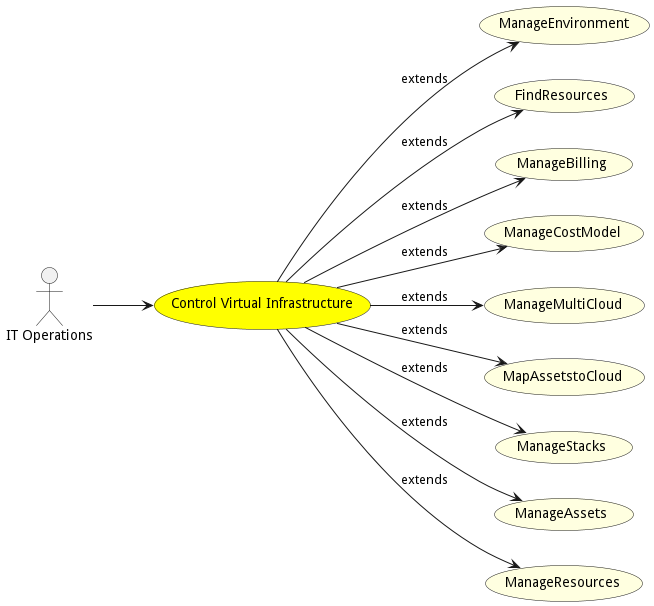 ManageEnvironment
extends
FindResources
extends
ManageBilling
extends
ManageCostModel
extends
Control Virtual Infrastructure
extends
ManageMultiCloud
IT Operations
extends
MapAssetstoCloud
extends
ManageStacks
extends
ManageAssets
extends
ManageResources